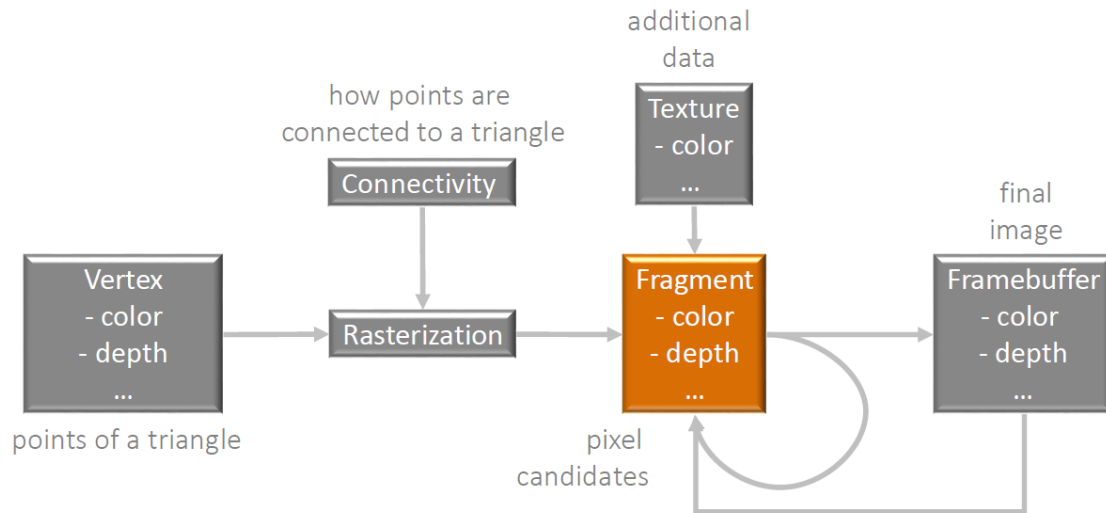 additional
data
how points are
connected to a triangle
Texture
- color
...
Connectivity
final
image
Vertex
- color
- depth
...
Rasterization
Fragment
- color
- depth
...
Framebuffer
- color
- depth
...
points of a triangle
pixel
candidates